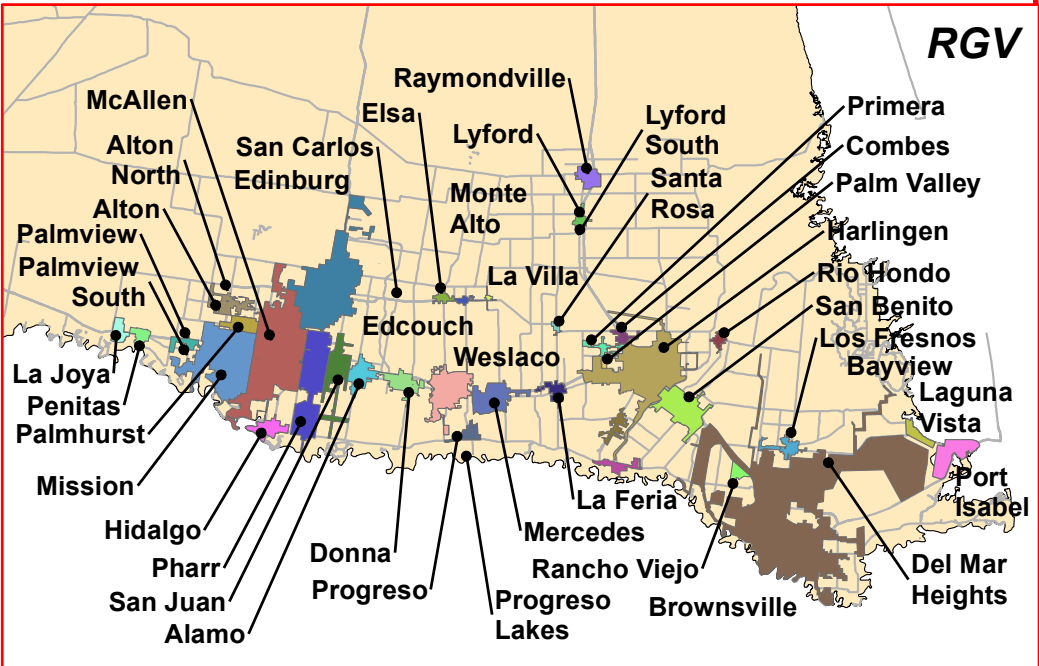 RGV
Raymondville
McAllen
Elsa
Primera
Lyford
Lyford
South
Alton
North
San Carlos
Combes
Edinburg
Monte
Alto
Santa
Rosa
Palm Valley
Alton
Palmview
Harlingen
Palmview
South
La Villa
Rio Hondo
San Benito
Edcouch
Los Fresnos
Weslaco
Bayview
La Joya
Laguna
Vista
Penitas
Palmhurst
Port
Isabel
Mission
La Feria
Hidalgo
Mercedes
Donna
Pharr
Rancho Viejo
Del Mar
Heights
Progreso
San Juan
Progreso
Lakes
Brownsville
Alamo